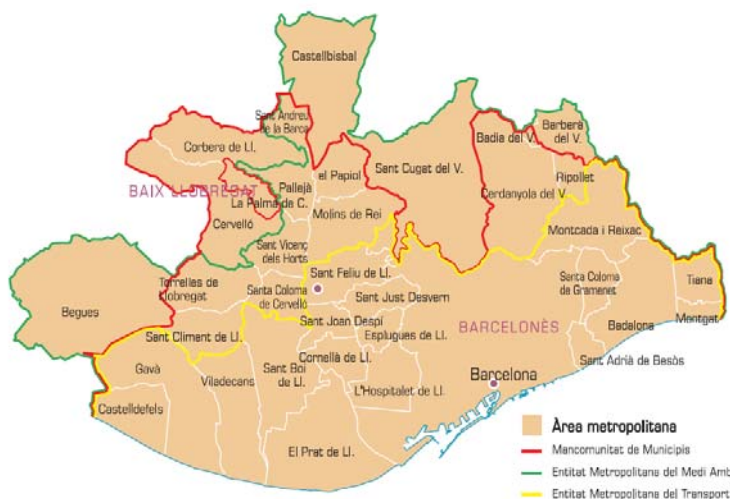 Castellbisbal
Sant Andreu
de la Barca
Corbera de Ll.
Badia del V.
Barberà
del V.
Sant Cugat del V.
el Papiol
Pallejà
Ripollet
BAIX LLOBREGAT
La Palma de C.
Cerdanyola del V.
Cervelló
Molins de Rei
Montcada i Reixac
Sant Vicenç
dels Horts
Sant Feliu de Ll.
Torrelles de
Llobregat
Santa Coloma
de Cervelló
Santa Coloma
de Gramenet
Tiana
Begues
Sant Just Desvern
Montgat
Sant Joan Despí
BARCELONÈS
Badalona
Sant Climent de Ll.
Esplugues de Ll.
Cornellà de Ll.
Sant Adrià de Besòs
Gavà
Viladecans
Sant Boi
de Ll.
Barcelona
L'Hospitalet de Ll.
Castelldefels
El Prat de Ll.
Àrea metropolitana
Mancomunitat de Municipis
Entitat Metropolitana del Medi Amb
Entitat Metropolitana del Transport